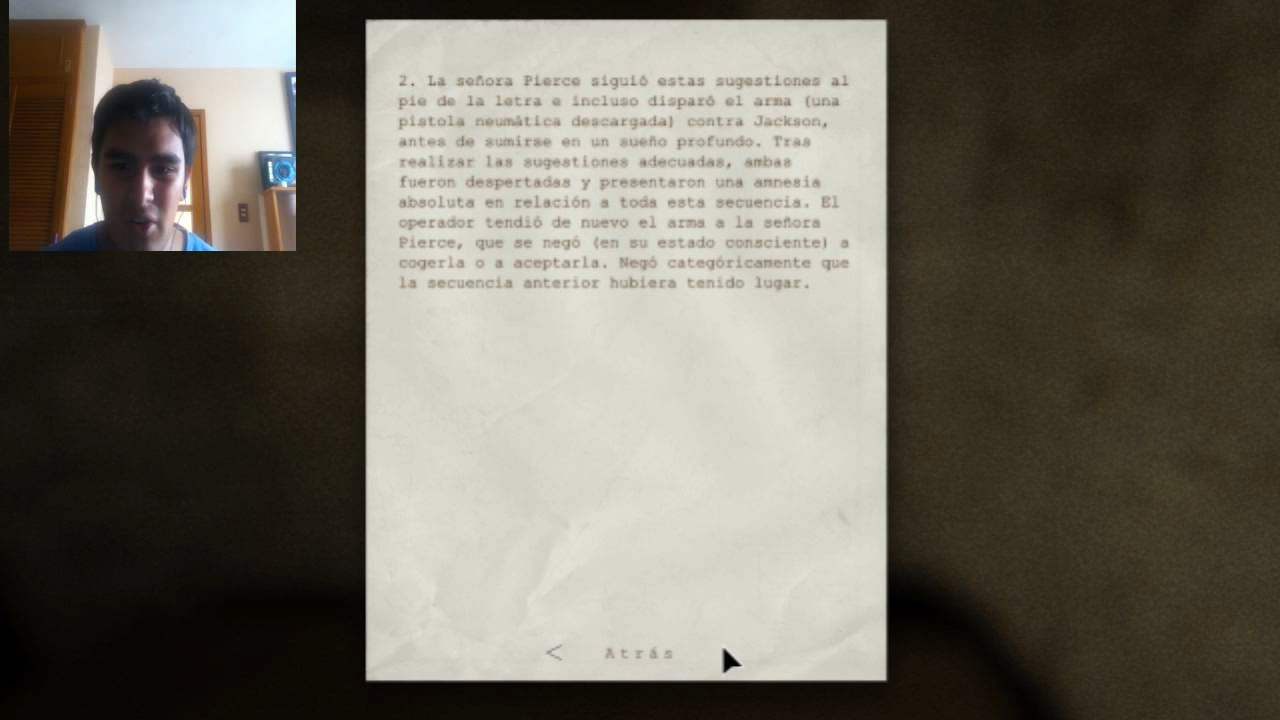 2. La señora Pierce siguió estas sugestiones al
pie de la letra e incluso disparó el arma (una
pistola neumática descargada) contra Jackson,
antes de sumirse en un sueño profundo. Tras
realizar las sugestiones adecuadas, ambas
fueron despertadas y presentaron una amnesia
absoluta en relación a toda esta secuencia. El
operador tendió de nuevo el arma a la señora
Pierce, que se negó (en su estado consciente) a
cogerla o a aceptarla. Negó categóricamente que
la secuencia anterior hubiera tenido lugar.
< Atrás